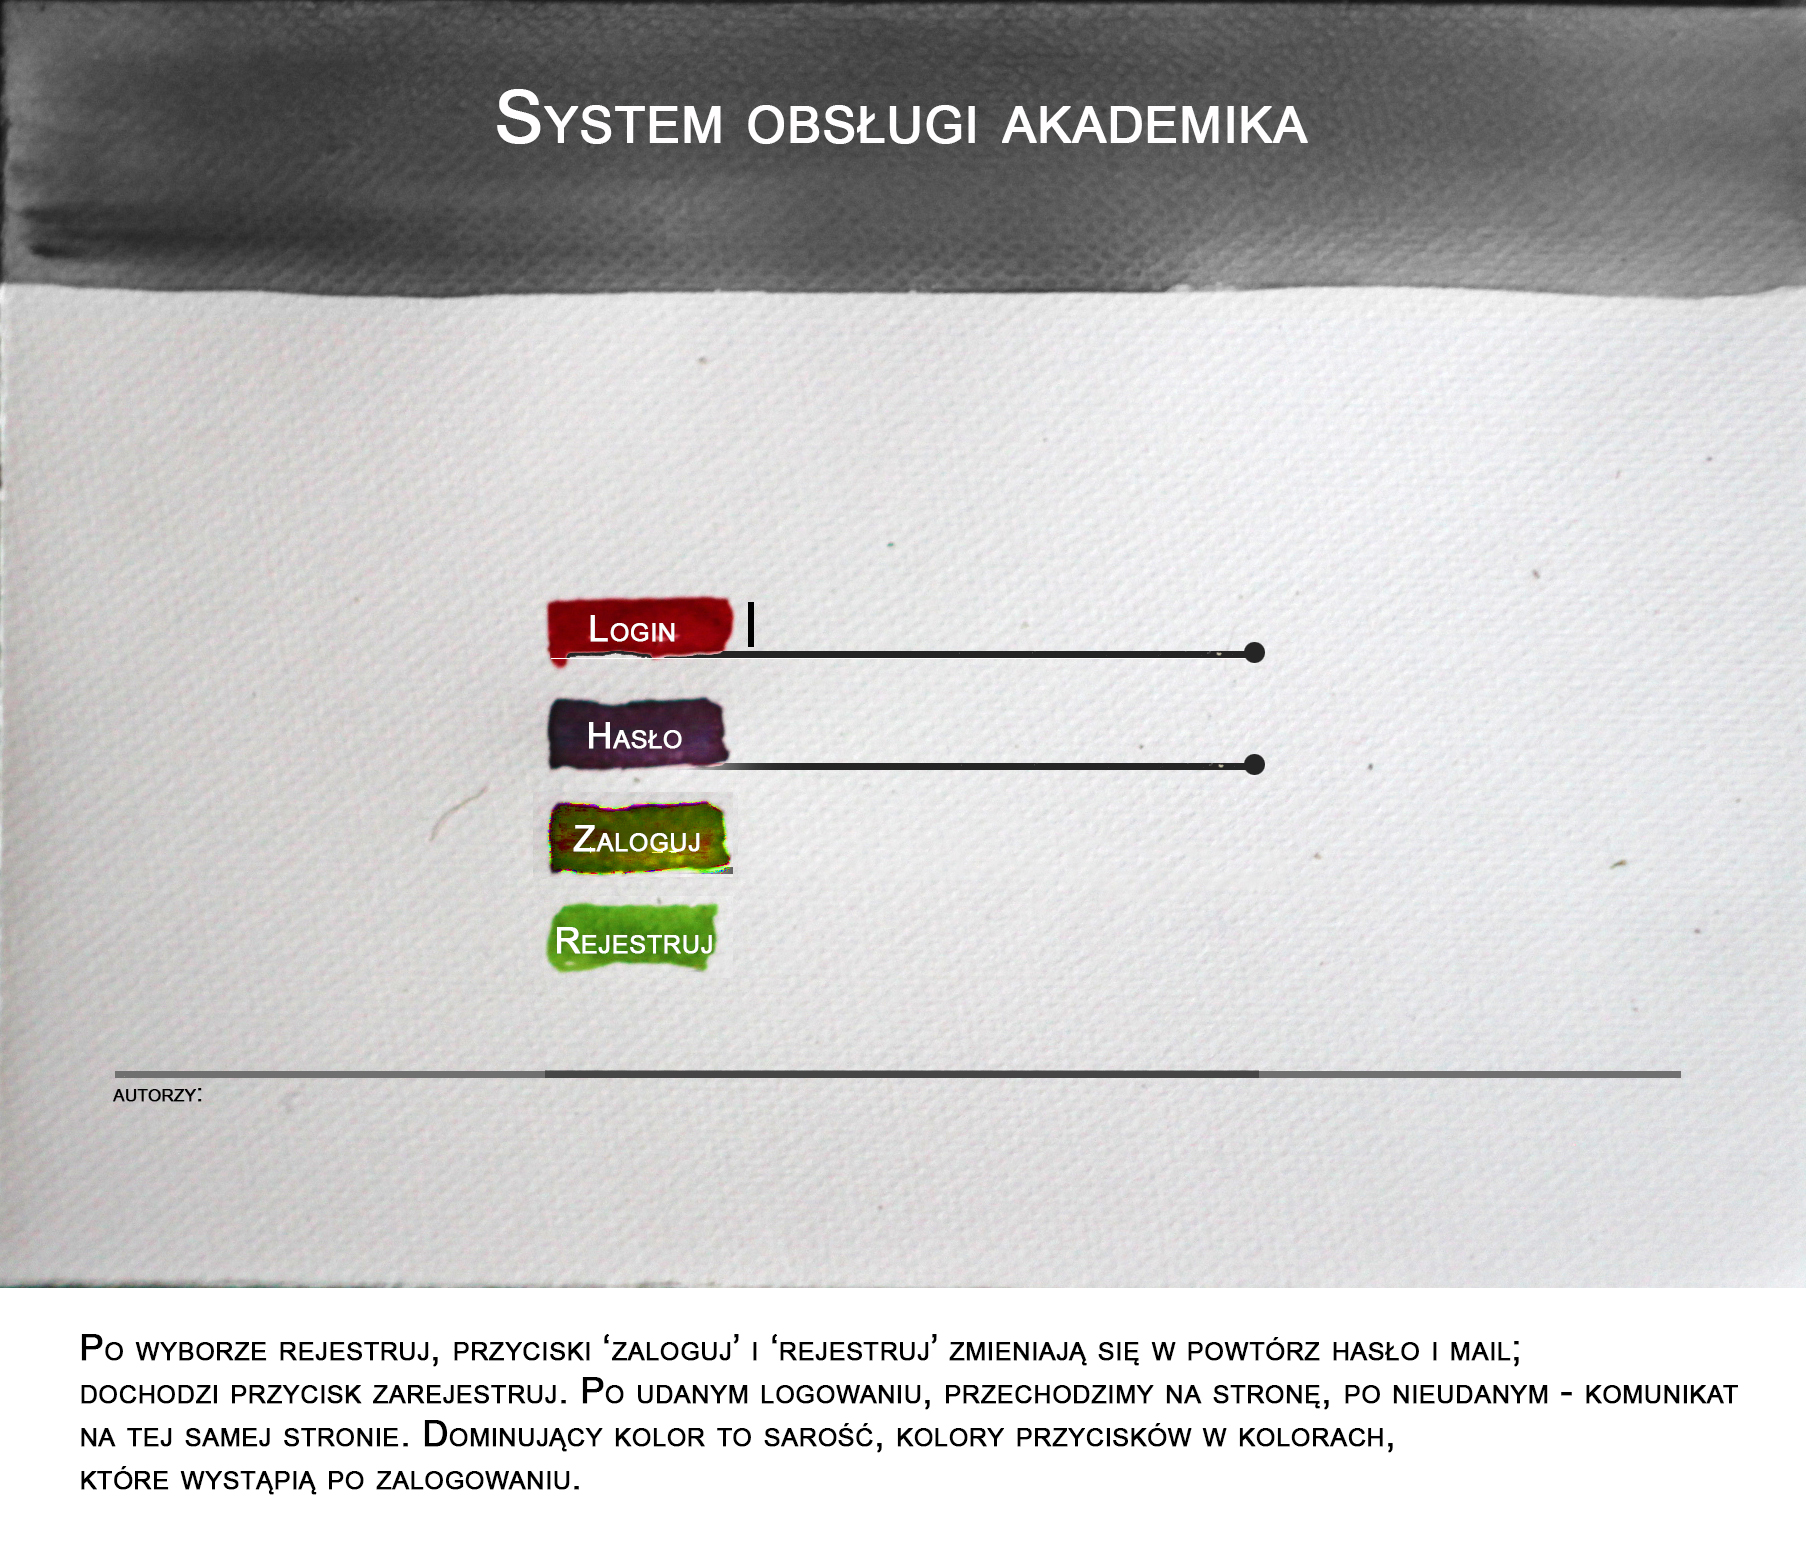 System obsługi akademika
Login
Hasło
Zaloguj
Rejestruj
autorzy:
Po wyborze rejestruj, przyciski ‘zaloguj’ i ‘rejestruj’ zmieniają się w powtórz hasło i mail;
dochodzi przycisk zarejestruj. Po udanym logowaniu, przechodzimy na stronę, po nieudanym - komunikat
na tej samej stronie. Dominujący kolor to sarość, kolory przycisków w kolorach,
które wystąpią po zalogowaniu.